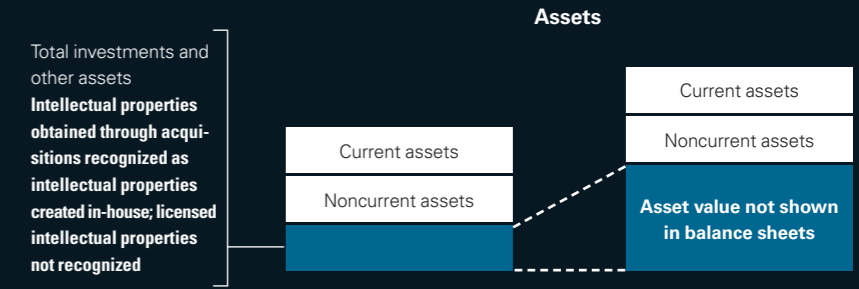 Assets
Total investments and
other assets
Intellectual properties
obtained through acqui-
sitions recognized as
intellectual properties
created in-house; licensed
intellectual properties
not recognized
Current assets
Noncurrent assets
Current assets
Noncurrent assets
Asset value not shown
in balance sheets